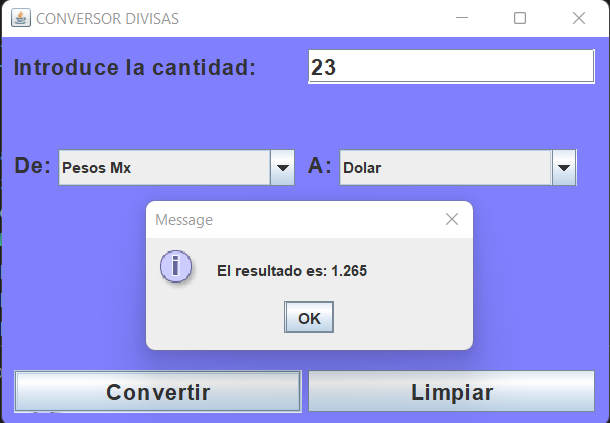 CONVERSOR DIVISAS
Introduce la cantidad: 23
De: Pesos Mx A: Dolar
Message
i
El resultado es: 1.265
OK
Convertir Limpiar